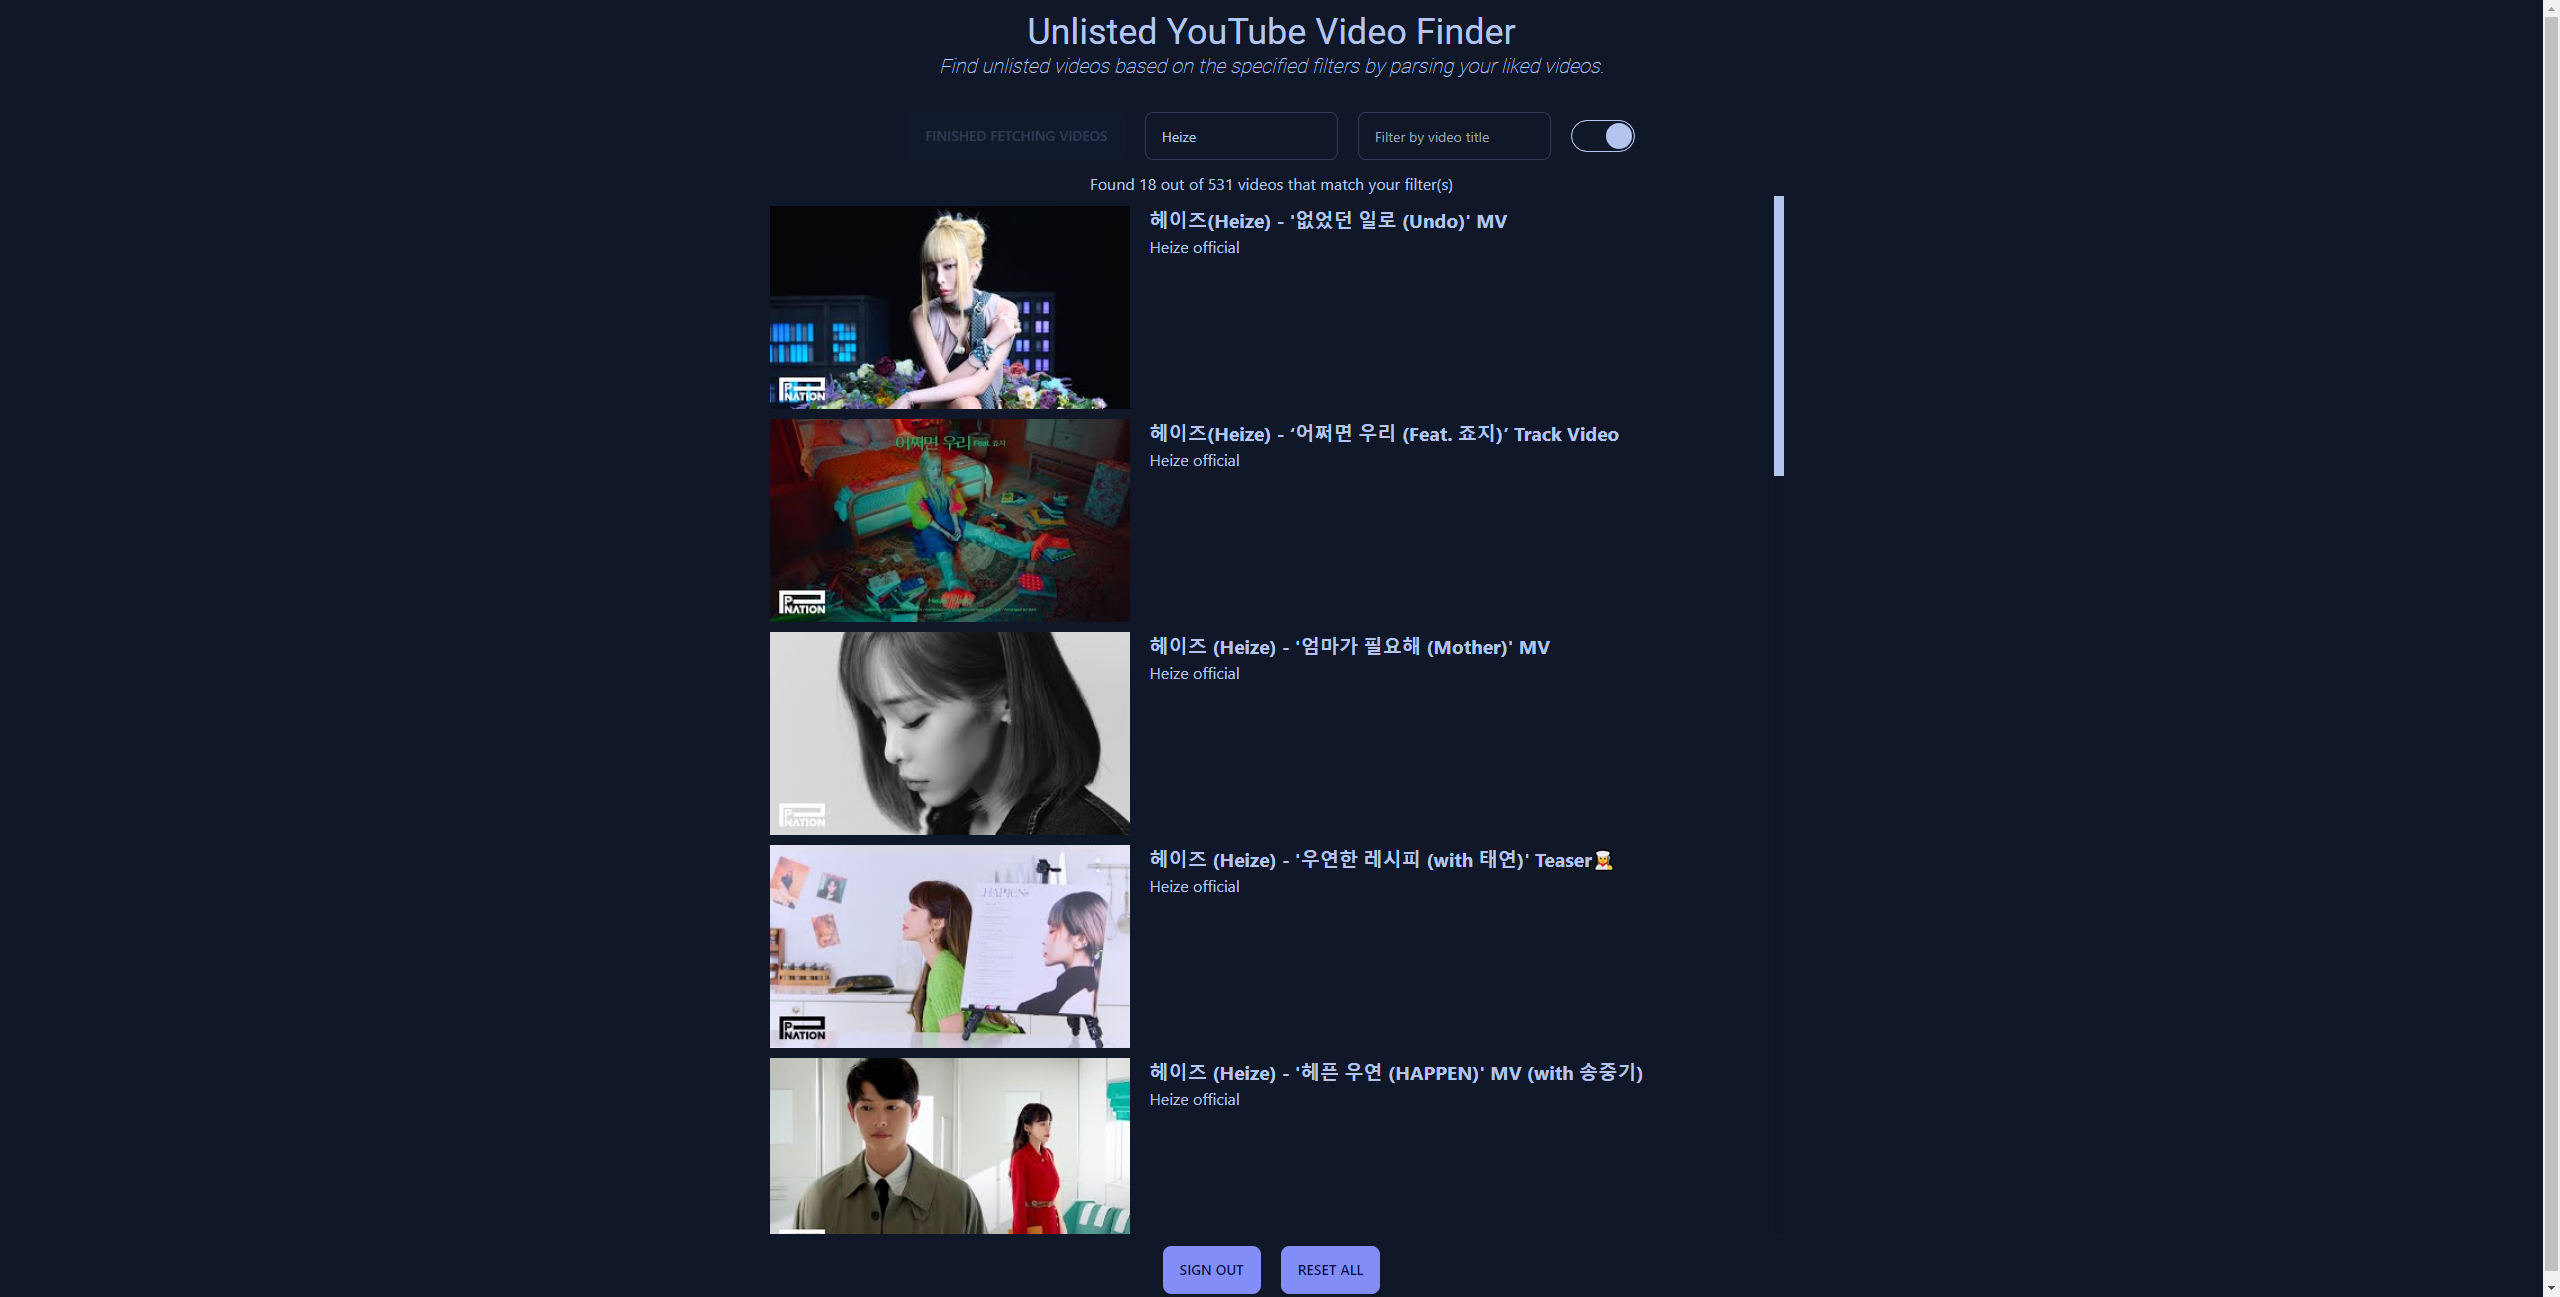 Unlisted YouTube Video Finder
Find unlisted videos based on the specified filters by parsing your liked videos.
FINISHED FETCHING VIDEOS
Heize
Filter by video title
Found 18 out of 531 videos that match your filter(s)
헤이즈(Heize) - '없었던 일로 (Undo)' MV
Heize official
P NATION
헤이즈(Heize) - ‘어쩌면 우리 (Feat. 죠지)’ Track Video
Heize official
어쩌면 우리 Feat. 죠지
P NATION
헤이즈 (Heize) - '엄마가 필요해 (Mother)' MV
Heize official
P NATION
헤이즈 (Heize) - '우연한 레시피 (with 태연)' Teaser👩‍🍳
Heize official
HAPPEN
P NATION
헤이즈 (Heize) - '헤픈 우연 (HAPPEN)' MV (with 송중기)
Heize official
SIGN OUT
RESET ALL